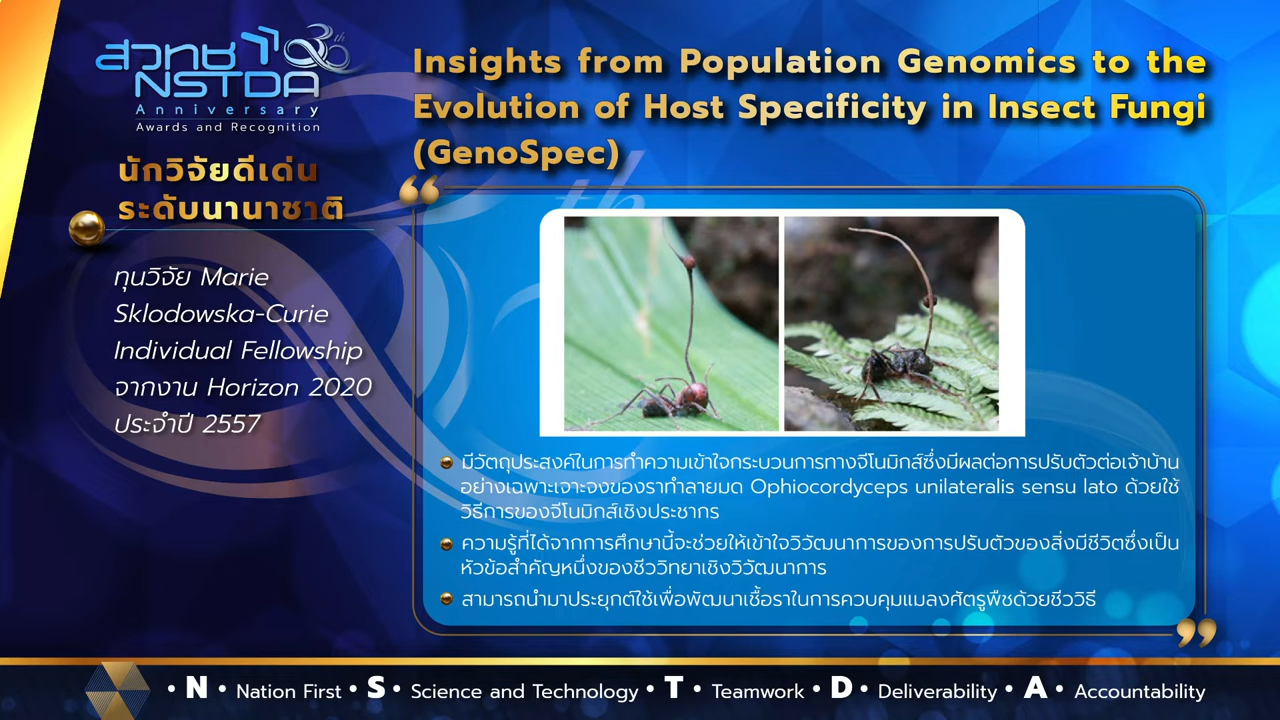 สวทช
30th
NSTDA
Anniversary
Awards and Recognition
นักวิจัยดีเด่น
ระดับนานาชาติ
ทุนวิจัย Marie
Sklodowska-Curie
Individual Fellowship
จากงาน Horizon 2020
ประจำปี 2557
Insights from Population Genomics to the
Evolution of Host Specificity in Insect Fungi
(GenoSpec)
มีวัตถุประสงค์ในการทำความเข้าใจกระบวนการทางจีโนมิกส์ซึ่งมีผลต่อการปรับตัวต่อเจ้าบ้าน
อย่างเฉพาะเจาะจงของราทำลายมด Ophiocordyceps unilateralis sensu lato ด้วยใช้
วิธีการของจีโนมิกส์เชิงประชากร
ความรู้ที่ได้จากการศึกษานี้จะช่วยให้เข้าใจวิวัฒนาการของการปรับตัวของสิ่งมีชีวิตซึ่งเป็น
หัวข้อสำคัญหนึ่งของชีววิทยาเชิงวิวัฒนาการ
สามารถนำมาประยุกต์ใช้เพื่อพัฒนาเชื้อราในการควบคุมแมลงศัตรูพืชด้วยชีววิธี
• N • Nation First • S • Science and Technology • T • Teamwork • D • Deliverability • A • Accountability